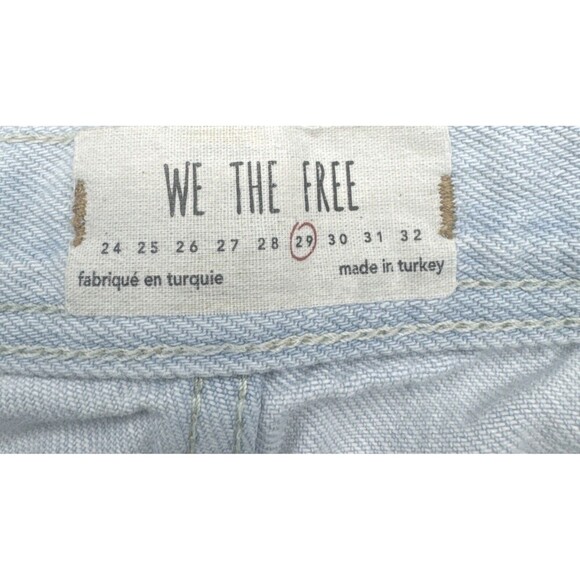 WE THE FREE
24 25 26 27 28 29 30 31 32
fabriqué en turquie made in turkey